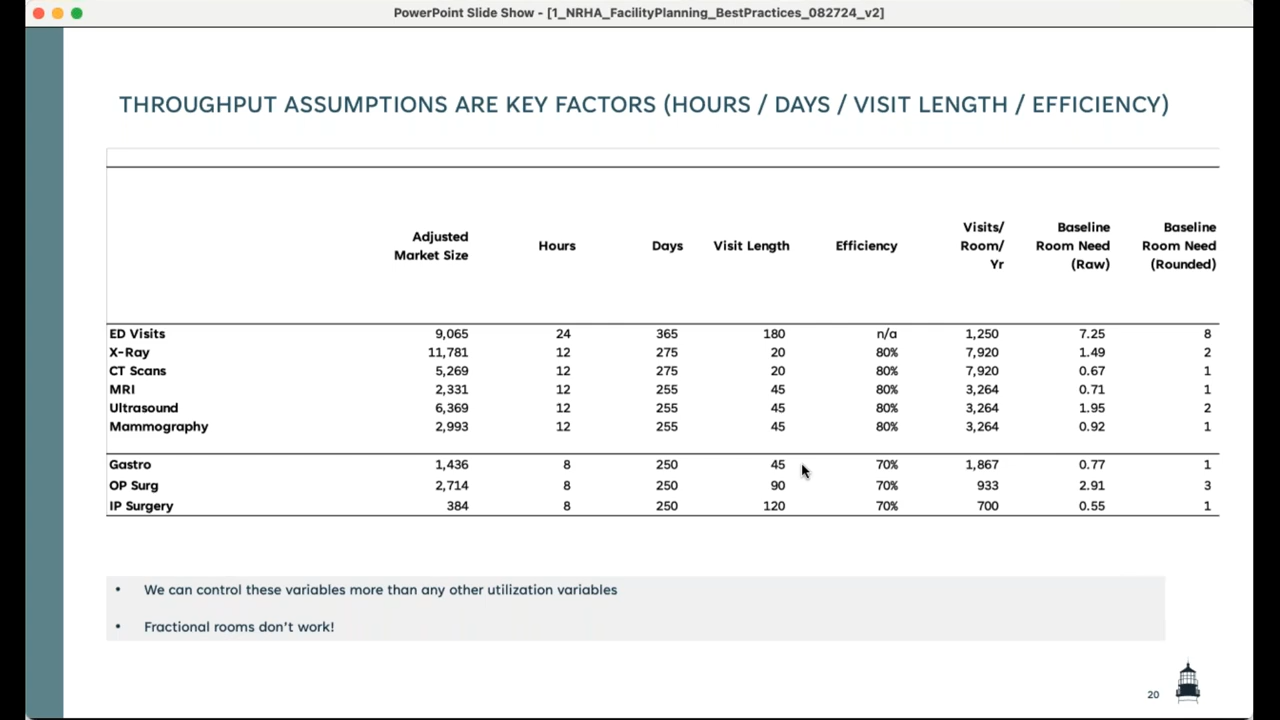 PowerPoint Slide Show - [1_NRHA_FacilityPlanning_BestPractices_082724_v2]
THROUGHPUT ASSUMPTIONS ARE KEY FACTORS (HOURS / DAYS / VISIT LENGTH / EFFICIENCY)
Adjusted Market Size Hours Days Visit Length Efficiency Visits/ Room/ Yr Baseline Room Need (Raw) Baseline Room Need (Rounded)
ED Visits 9,065 24 365 180 n/a 1,250 7.25 8
X-Ray 11,781 12 275 20 80% 7,920 1.49 2
CT Scans 5,269 12 275 20 80% 7,920 0.67 1
MRI 2,331 12 255 45 80% 3,264 0.71 1
Ultrasound 6,369 12 255 45 80% 3,264 1.95 2
Mammography 2,993 12 255 45 80% 3,264 0.92 1
Gastro 1,436 8 250 45 70% 1,867 0.77 1
OP Surg 2,714 8 250 90 70% 933 2.91 3
IP Surgery 384 8 250 120 70% 700 0.55 1
• We can control these variables more than any other utilization variables
• Fractional rooms don't work!
20